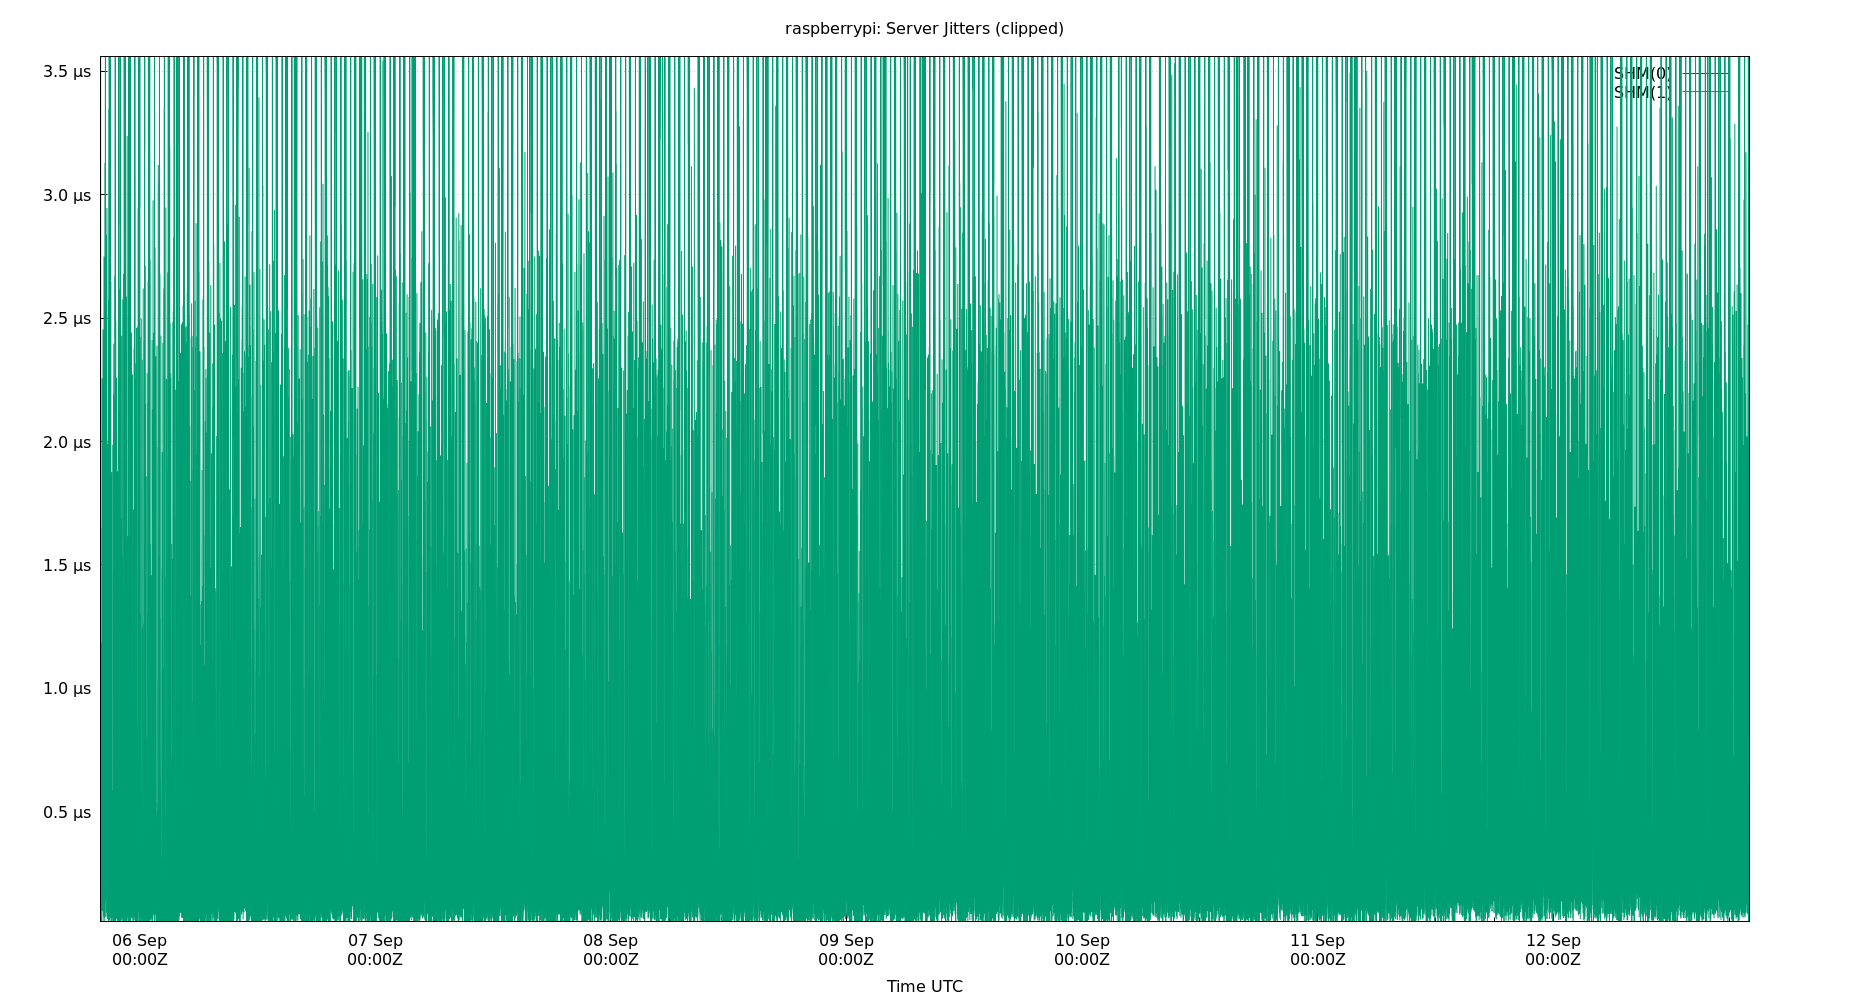 raspberrypi: Server Jitters (clipped)
3.5 µs
3.0 µs
2.5 µs
2.0 µs
1.5 µs
1.0 µs
0.5 µs
SHM(0)
SHM(1)
06 Sep 07 Sep 08 Sep 09 Sep 10 Sep 11 Sep 12 Sep
00:00Z 00:00Z 00:00Z 00:00Z 00:00Z 00:00Z 00:00Z
Time UTC